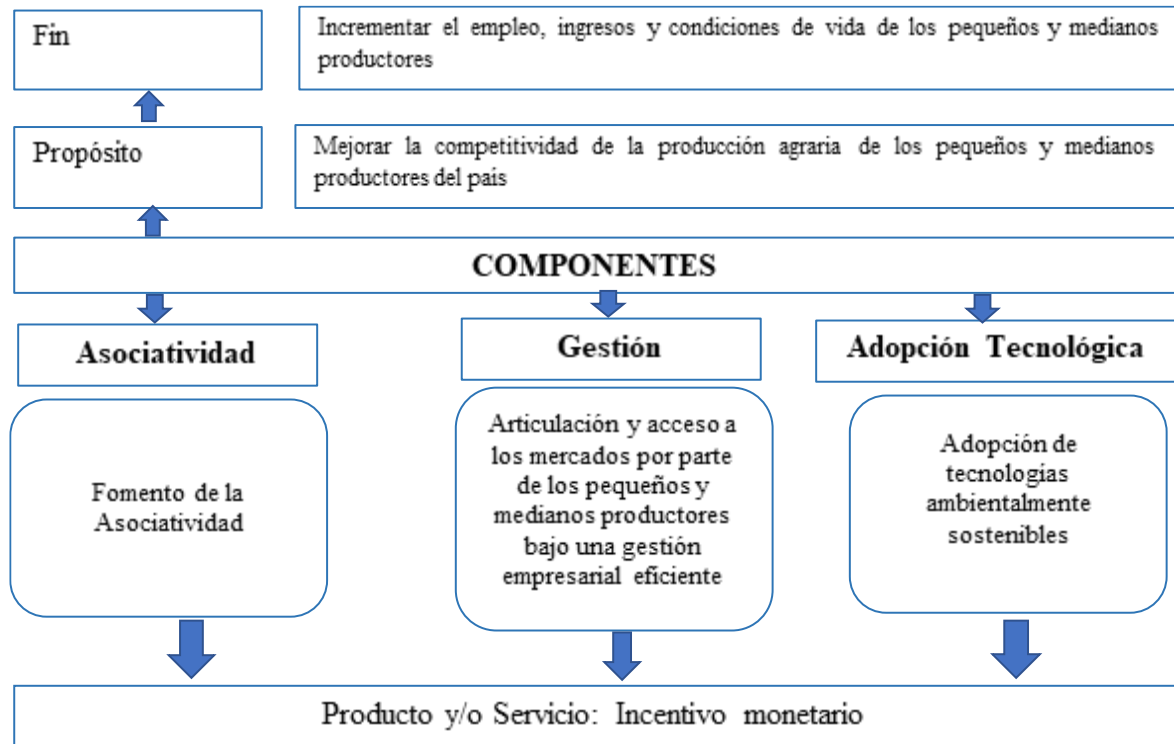 Fin
Incrementar el empleo, ingresos y condiciones de vida de los pequeños y medianos
productores
Propósito
Mejorar la competitividad de la producción agraria de los pequeños y medianos
productores del pais
COMPONENTES
Asociatividad
Gestión
Adopción Tecnológica
Fomento de la
Asociatividad
Articulación y acceso a
los mercados por parte
de los pequeños y
medianos productores
bajo una gestión
empresarial eficiente
Adopción de
tecnologías
ambientalmente
sostenibles
Producto y/o Servicio: Incentivo monetario